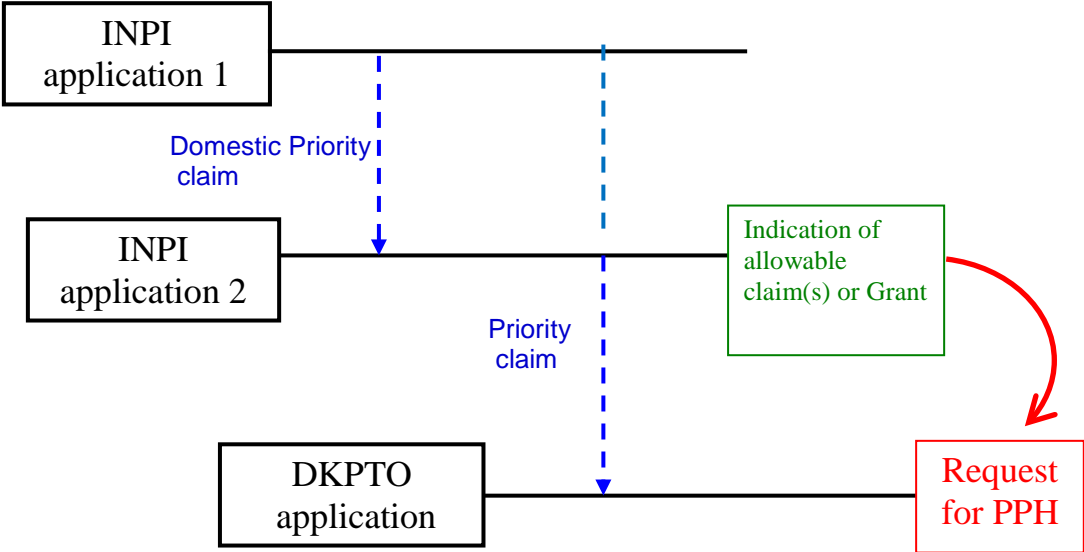 INPI
application 1
Domestic Priority
claim
INPI
application 2
Indication of
allowable
claim(s) or Grant
Priority
claim
DKPTO
application
Request
for PPH